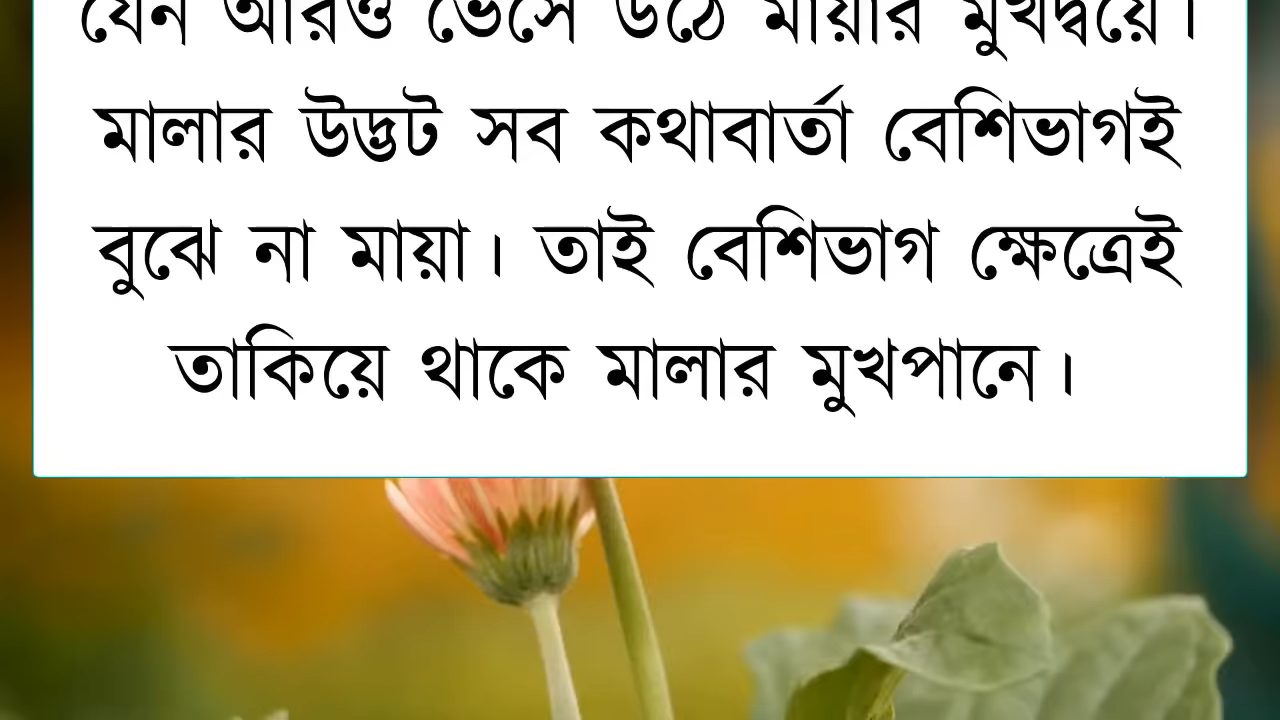 যেন আরও ভেসে উঠে মায়ার মুখদ্বয়ে।
মালার উদ্ভট সব কথাবার্তা বেশিভাগই
বুঝে না মায়া। তাই বেশিভাগ ক্ষেত্রেই
তাকিয়ে থাকে মালার মুখপানে।